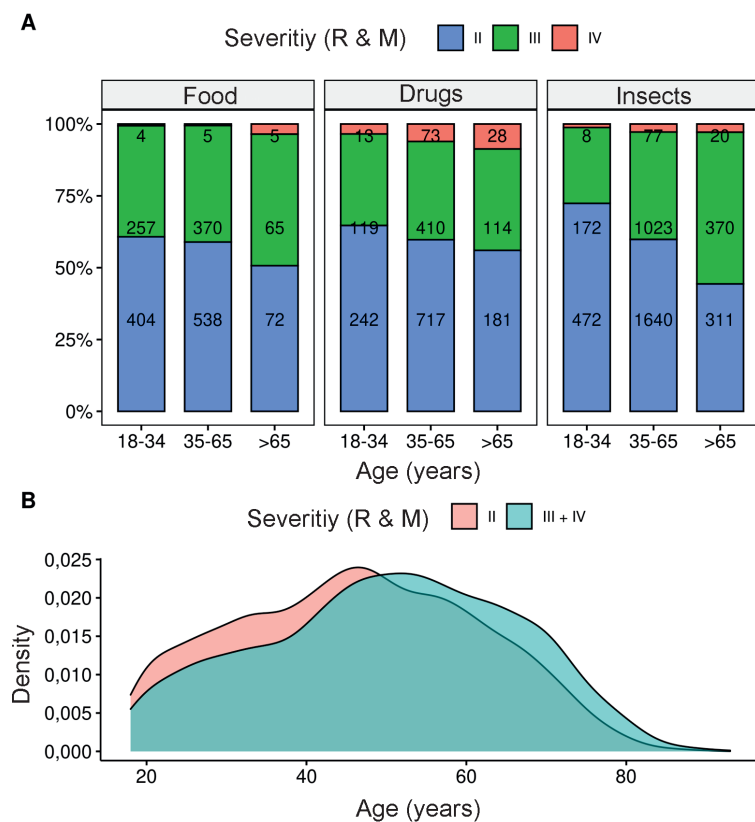 A
Severitiy (R & M) II III IV
Food Drugs Insects
100% 4 5 5 13 73 28 8 77 20
75%
257 370 65 119 410 114 172 1023 370
50%
404 538 72 242 717 181 472 1640 311
25%
0%
18-34 35-65 >65 18-34 35-65 >65 18-34 35-65 >65
Age (years)
B
Severitiy (R & M) II III + IV
0,025
0,020
0,015
0,010
0,005
0,000
Density
20 40 60 80
Age (years)